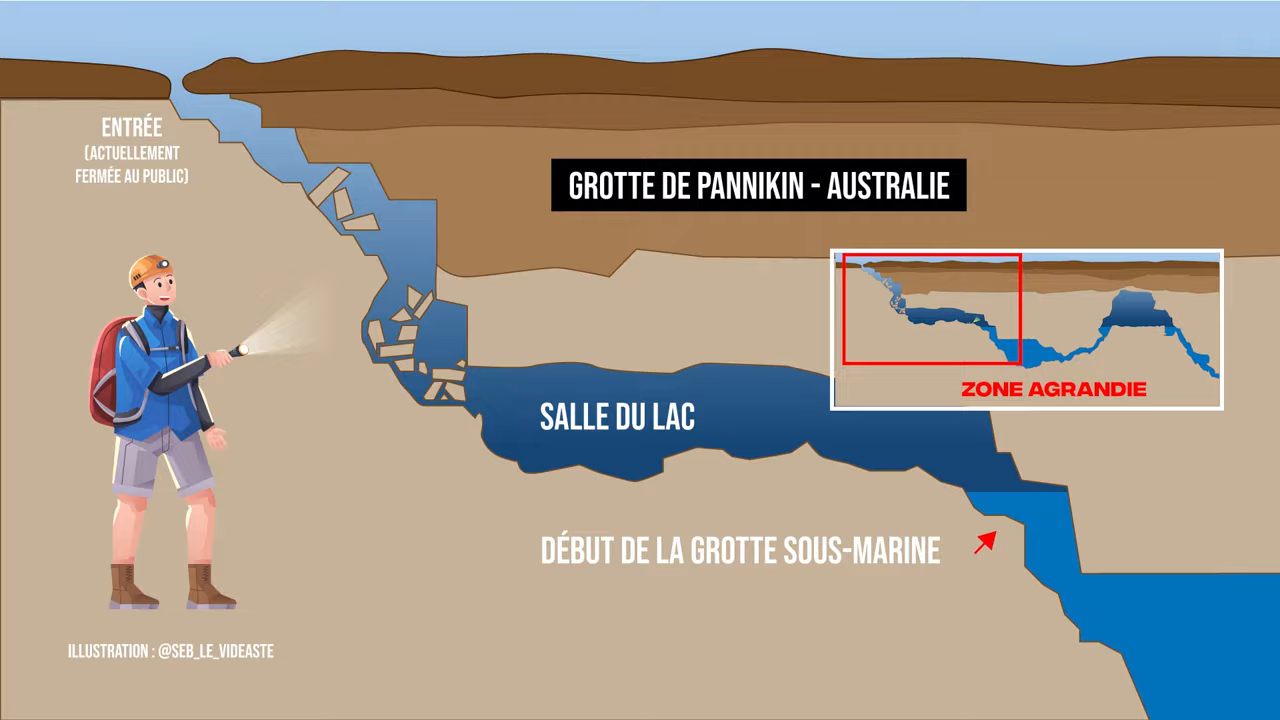 ENTRÉE
(ACTUELLEMENT
FERMÉE AU PUBLIC)
GROTTE DE PANNIKIN - AUSTRALIE
ZONE AGRANDIE
SALLE DU LAC
DÉBUT DE LA GROTTE SOUS-MARINE
ILLUSTRATION : @SEB_LE_VIDEASTE